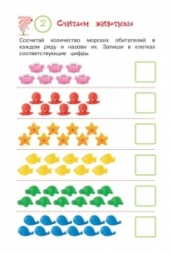 2 Считаем животных
Сосчитай количество морских обитателей в
каждом ряду и назови их. Запиши в клетках
соответствующие цифры.